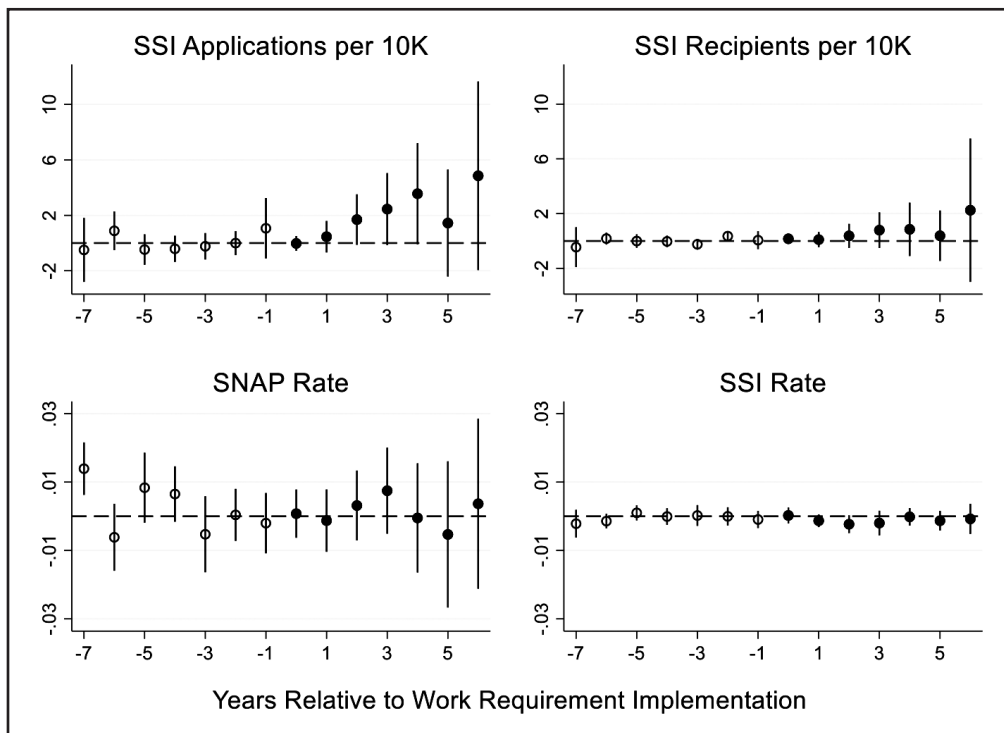 SSI Applications per 10K
10
6
2
-2
-7 -5 -3 -1 1 3 5
SSI Recipients per 10K
10
6
2
-2
-7 -5 -3 -1 1 3 5
SNAP Rate
.03
.01
-.01
-.03
-7 -5 -3 -1 1 3 5
SSI Rate
.03
.01
-.01
-.03
-7 -5 -3 -1 1 3 5
Years Relative to Work Requirement Implementation